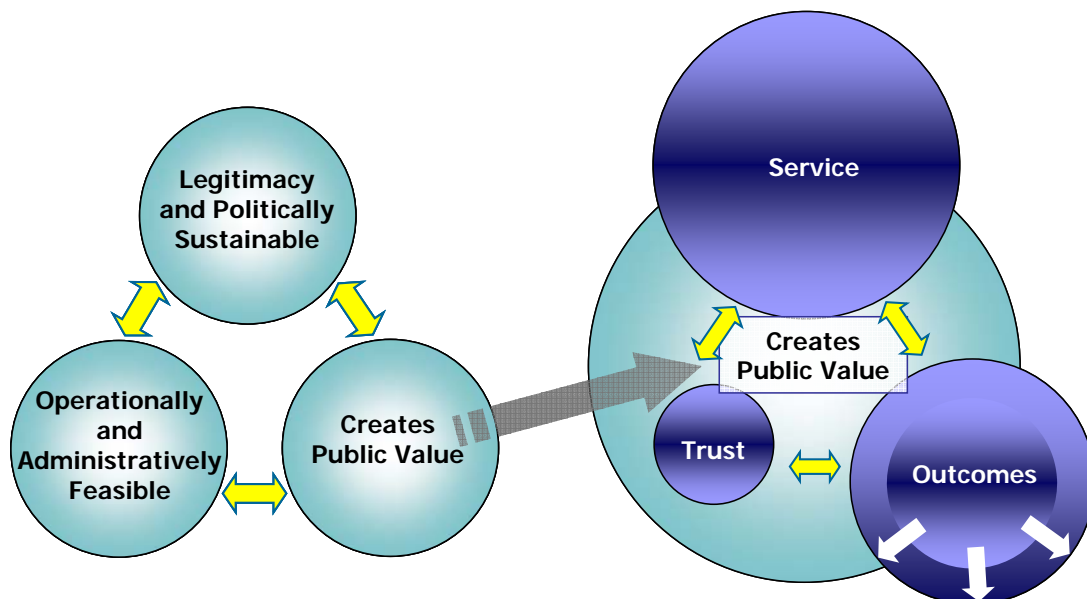 Legitimacy
and Politically
Sustainable
Operationally
and
Administratively
Feasible
Creates
Public Value
Service
Creates
Public Value
Trust
Outcomes